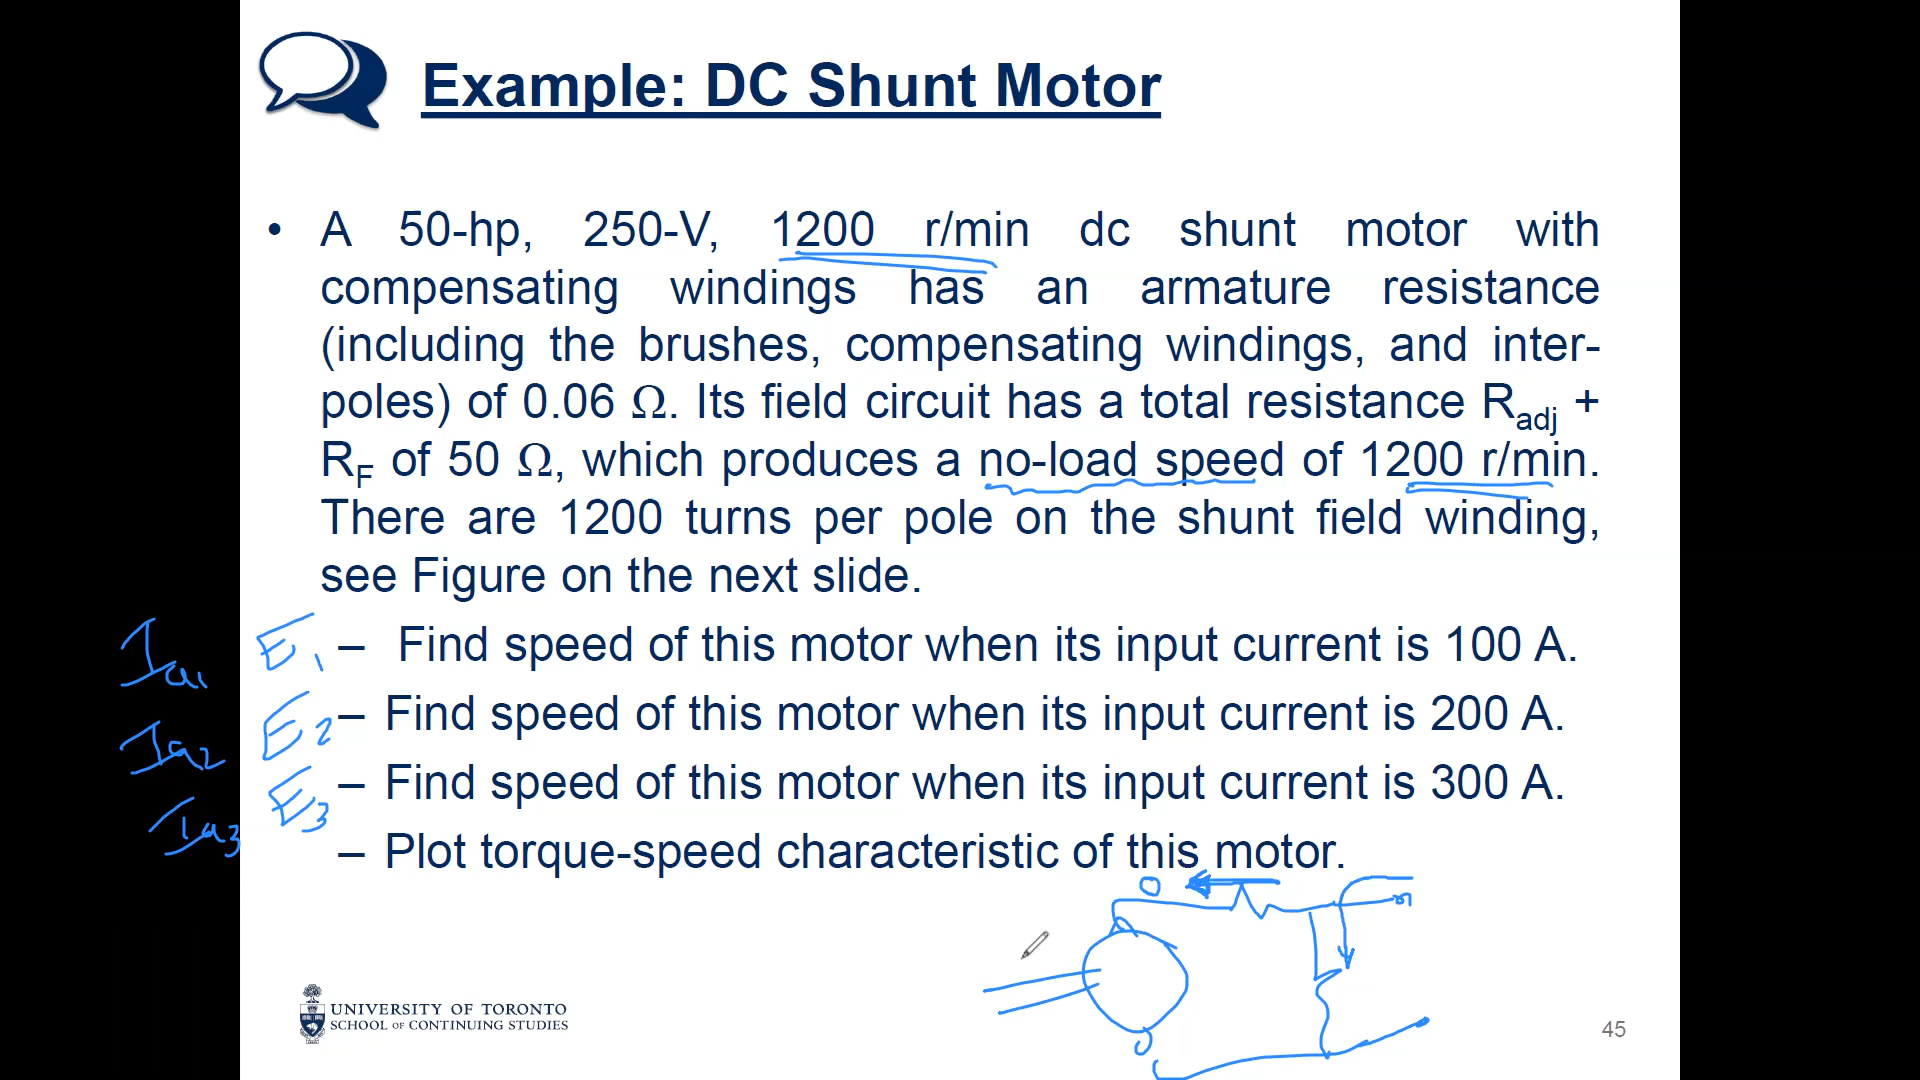 Example: DC Shunt Motor
• A 50-hp, 250-V, 1200 r/min dc shunt motor with
compensating windings has an armature resistance
(including the brushes, compensating windings, and inter-
poles) of 0.06 Ω. Its field circuit has a total resistance Radj +
RF of 50 Ω, which produces a no-load speed of 1200 r/min.
There are 1200 turns per pole on the shunt field winding,
see Figure on the next slide.
Ia1 E1 – Find speed of this motor when its input current is 100 A.
Ia2 E2 – Find speed of this motor when its input current is 200 A.
Ia3 E3 – Find speed of this motor when its input current is 300 A.
– Plot torque-speed characteristic of this motor.
UNIVERSITY OF TORONTO
SCHOOL OF CONTINUING STUDIES
45